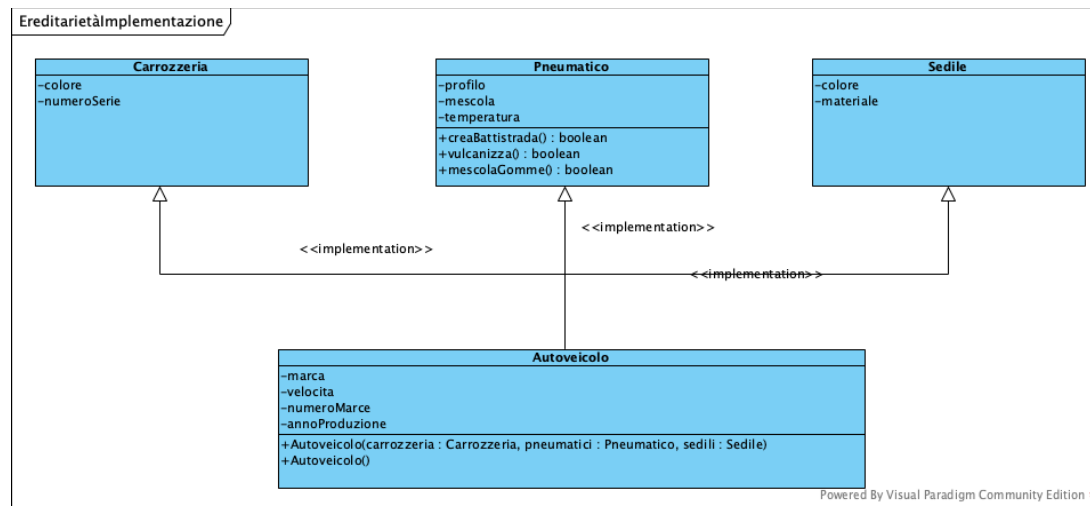 EreditarietàImplementazione
Carrozzeria
-colore
-numeroSerie
Pneumatico
-profilo
-mescola
-temperatura
+creaBattistrada() : boolean
+vulcanizza() : boolean
+mescolaGomme() : boolean
Sedile
-colore
-materiale
<<implementation>>
<<implementation>>
<<implementation>>
Autoveicolo
-marca
-velocita
-numeroMarce
-annoProduzione
+Autoveicolo(carrozzeria : Carrozzeria, pneumatici : Pneumatico, sedili : Sedile)
+Autoveicolo()
Powered By Visual Paradigm Community Edition